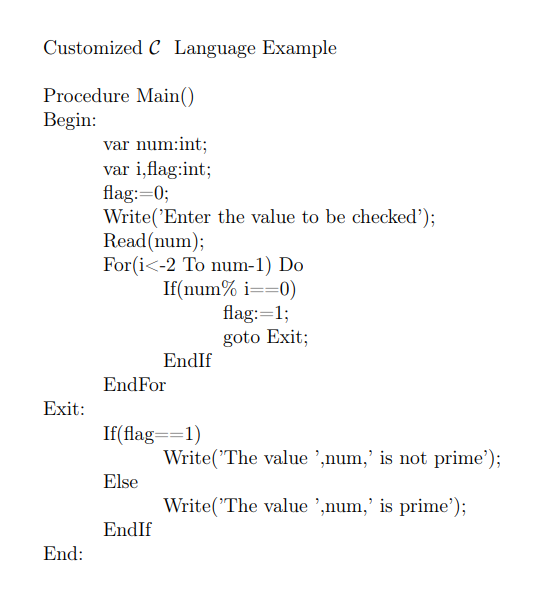 Customized 𝒞 Language Example
Procedure Main()
Begin:
var num:int;
var i,flag:int;
flag:=0;
Write('Enter the value to be checked');
Read(num);
For(i<-2 To num-1) Do
If(num% i==0)
flag:=1;
goto Exit;
EndIf
EndFor
Exit:
If(flag==1)
Write('The value ',num,' is not prime');
Else
Write('The value ',num,' is prime');
EndIf
End: